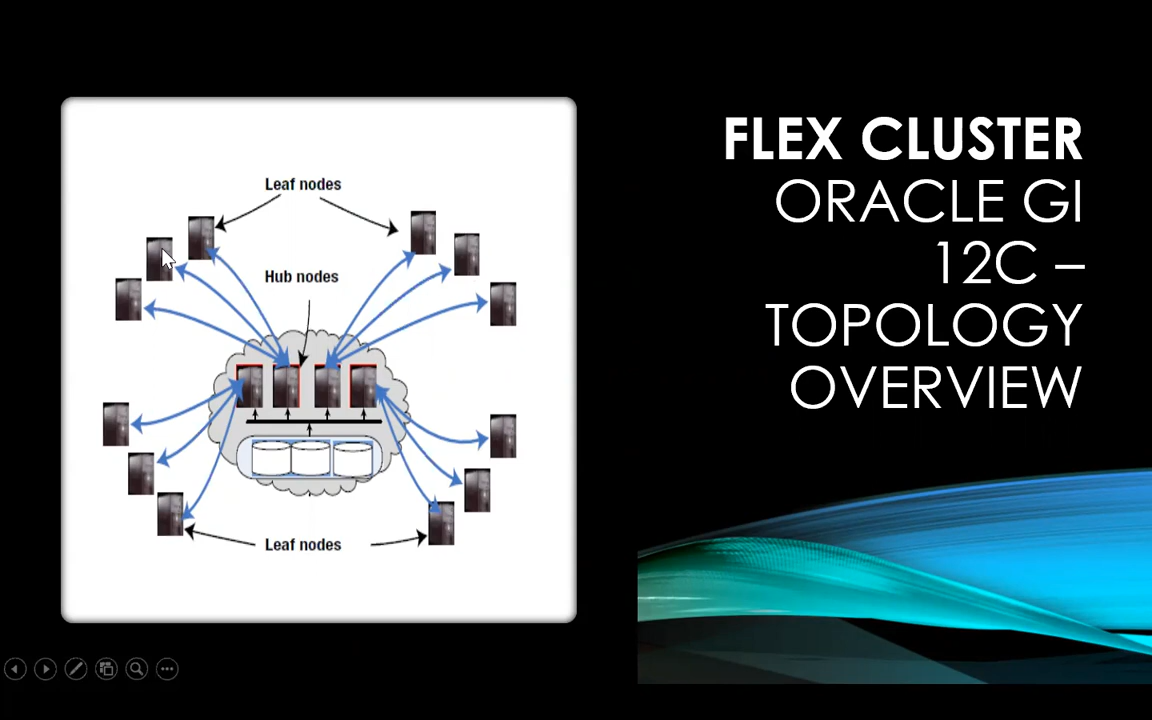 Leaf nodes
Hub nodes
Leaf nodes
FLEX CLUSTER
ORACLE GI
12C –
TOPOLOGY
OVERVIEW